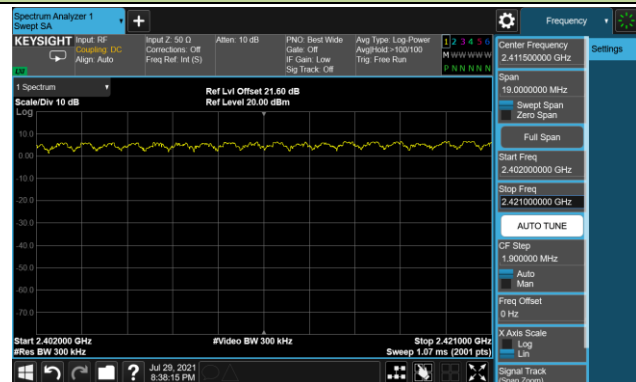 Spectrum Analyzer 1
Swept SA
+
Frequency
KEYSIGHT
Input: RF
Coupling: DC
Align: Auto
Input Z: 50 Ω
Corrections: Off
Freq Ref: Int (S)
Atten: 10 dB
PNO: Best Wide
Gate: Off
IF Gain: Low
Sig Track: Off
Avg Type: Log-Power
Avg|Hold:>100/100
Trig: Free Run
1 2 3 4 5 6
M W W W W W
P N N N N N
1 Spectrum
Scale/Div 10 dB
Log
Ref Lvl Offset 21.60 dB
Ref Level 20.00 dBm
10.0
0.00
-10.0
-20.0
-30.0
-40.0
-50.0
-60.0
-70.0
Start 2.402000 GHz
#Res BW 300 kHz
#Video BW 300 kHz
Stop 2.421000 GHz
Sweep 1.07 ms (2001 pts)
Center Frequency
2.411500000 GHz
Settings
Span
19.0000000 MHz
Swept Span
Zero Span
Full Span
Start Freq
2.402000000 GHz
Stop Freq
2.421000000 GHz
AUTO TUNE
CF Step
1.900000 MHz
Auto
Man
Freq Offset
0 Hz
X Axis Scale
Log
Lin
Signal Track
(Span Zoom)
?
Jul 29, 2021
8:38:15 PM